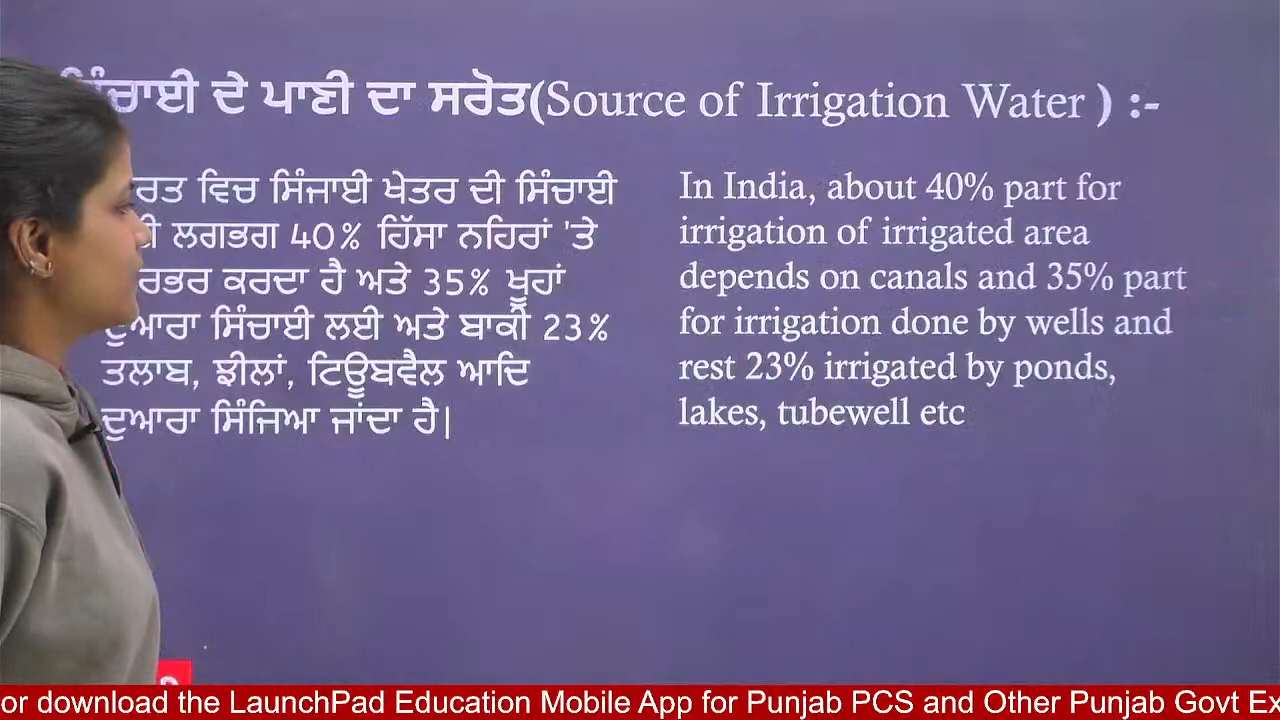 ਦੇ ਪਾਣੀ ਦਾ ਸਰੋਤ(Source of Irrigation Water ) :-
ਵਿਚ ਸਿੰਜਾਈ ਖੇਤਰ ਦੀ ਸਿੰਚਾਈ
ਲਗਭਗ 40% ਹਿੱਸਾ ਨਹਿਰਾਂ 'ਤੇ
ਕਰਦਾ ਹੈ ਅਤੇ 35% ਖੂਹਾਂ
ਦੁਆਰਾ ਸਿੰਚਾਈ ਲਈ ਅਤੇ ਬਾਕੀ 23%
ਤਲਾਬ, ਝੀਲਾਂ, ਟਿਊਬਵੈਲ ਆਦਿ
ਦੁਆਰਾ ਸਿੰਜਿਆ ਜਾਂਦਾ ਹੈ|
In India, about 40% part for
irrigation of irrigated area
depends on canals and 35% part
for irrigation done by wells and
rest 23% irrigated by ponds,
lakes, tubewell etc
or download the LaunchPad Education Mobile App for Punjab PCS and Other Punjab Govt Ex